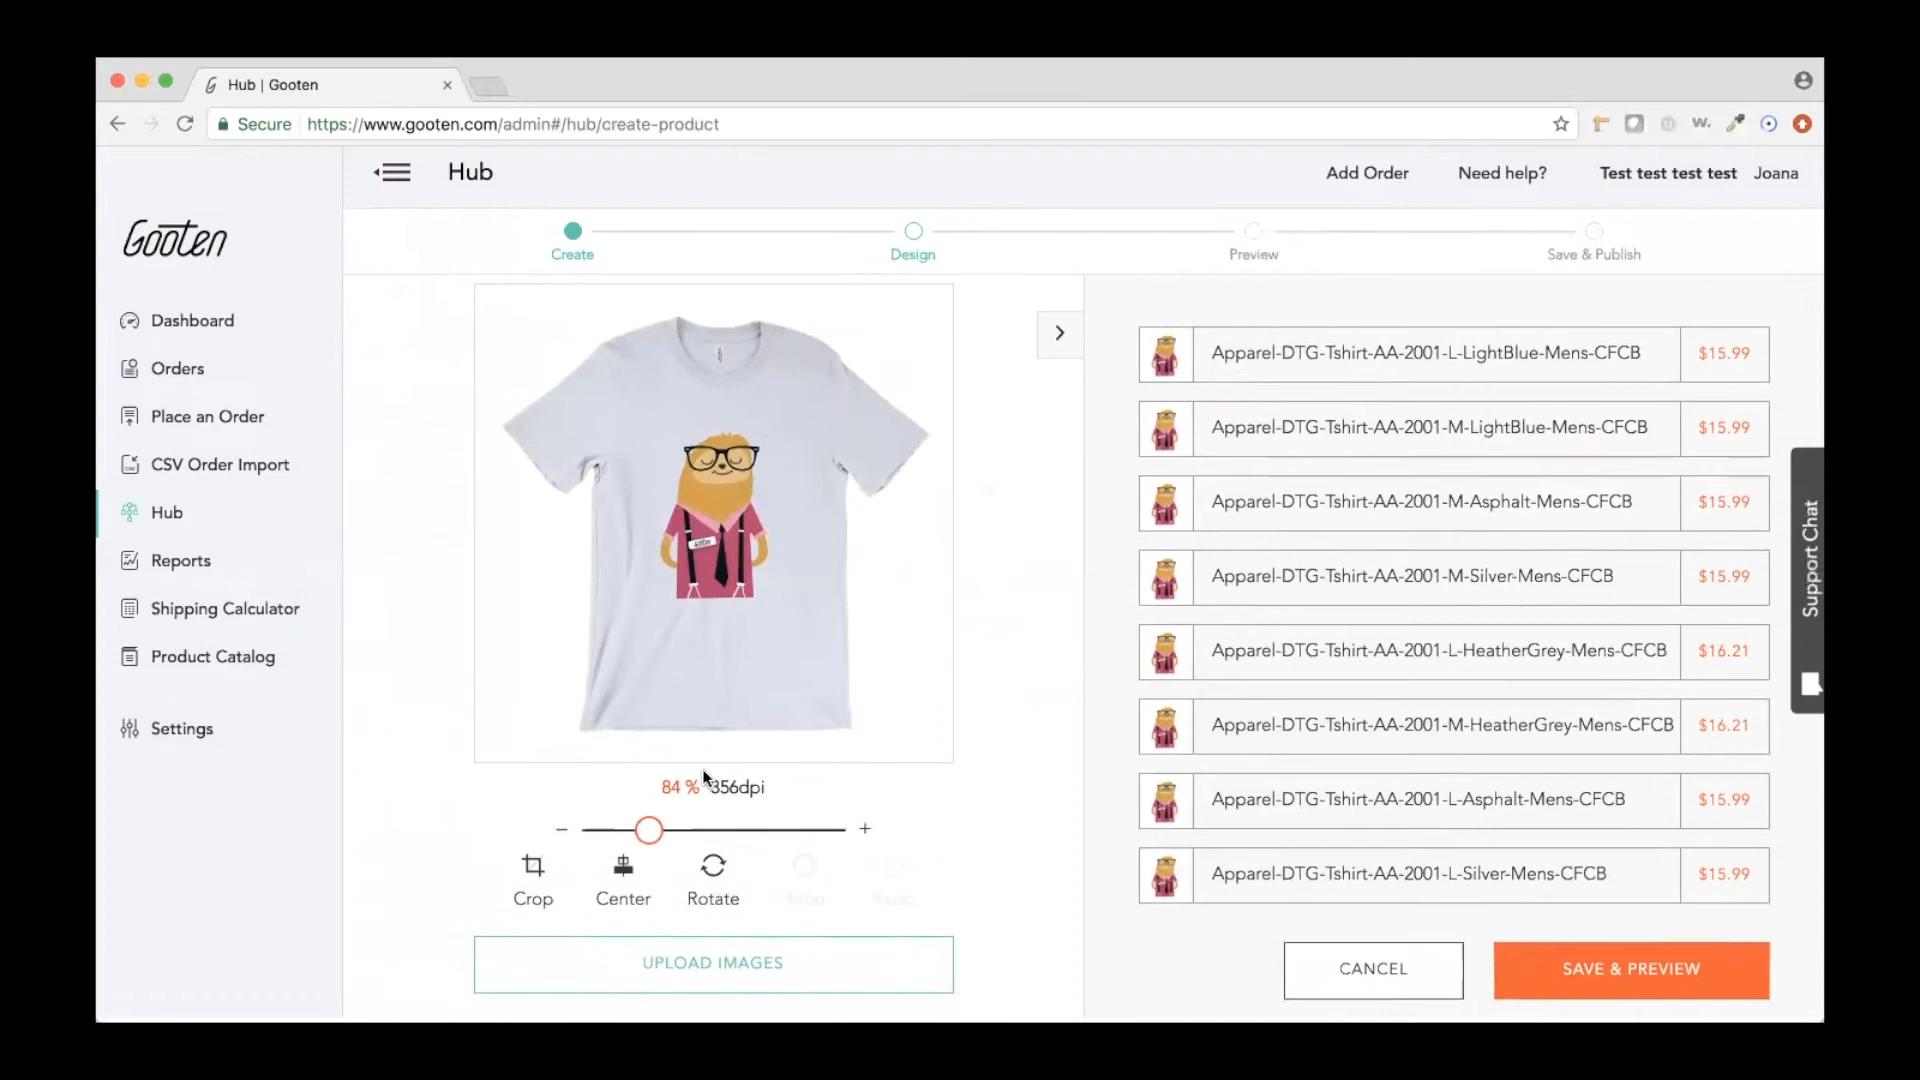 Hub | Gooten
Secure https://www.gooten.com/admin#/hub/create-product
W.
Hub
Add Order
Need help?
Test test test test Joana
Gooten
Create
Design
Preview
Save & Publish
Dashboard
Orders
Place an Order
CSV Order Import
Hub
Reports
Shipping Calculator
Product Catalog
Settings
84 % 356dpi
− +
Crop
Center
Rotate
UPLOAD IMAGES
Apparel-DTG-Tshirt-AA-2001-L-LightBlue-Mens-CFCB $15.99
Apparel-DTG-Tshirt-AA-2001-M-LightBlue-Mens-CFCB $15.99
Apparel-DTG-Tshirt-AA-2001-M-Asphalt-Mens-CFCB $15.99
Apparel-DTG-Tshirt-AA-2001-M-Silver-Mens-CFCB $15.99
Apparel-DTG-Tshirt-AA-2001-L-HeatherGrey-Mens-CFCB $16.21
Apparel-DTG-Tshirt-AA-2001-M-HeatherGrey-Mens-CFCB $16.21
Apparel-DTG-Tshirt-AA-2001-L-Asphalt-Mens-CFCB $15.99
Apparel-DTG-Tshirt-AA-2001-L-Silver-Mens-CFCB $15.99
CANCEL
SAVE & PREVIEW
Support Chat